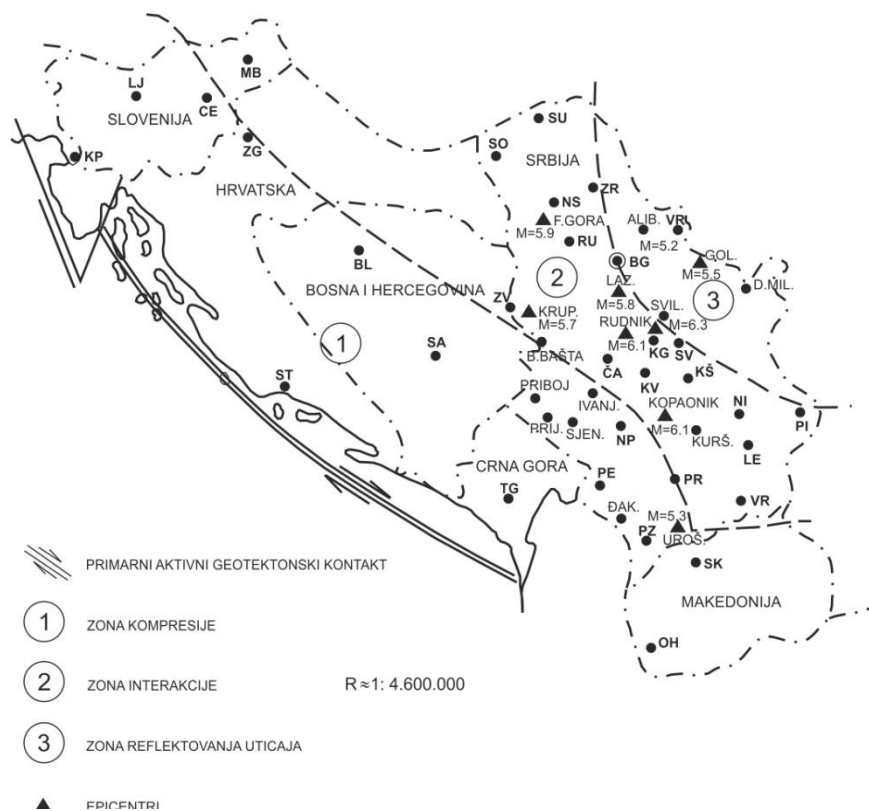 MB
LJ
CE
SLOVENIJA
SU
ZG
SO
SRBIJA
KP
HRVATSKA
ZR
NS
F.GORA
ALIB.
VR
M=5.9
RU
M=5.2
BL
BG
GOL.
M=5.5
2
LAZ.
3
D.MIL.
BOSNA I HERCEGOVINA
M=5.8
ZV
KRUP.
SVIL.
M=5.7
RUDNIK
M=6.3
1
SA
M=6.1
KG
SV
B.BAŠTA
ČA
KV
KŠ
ST
PRIBOJ
IVANJ.
KOPAONIK
NI
PI
PRIJ.
SJEN.
NP
M=6.1
KURŠ.
LE
CRNA GORA
TG
PE
PR
VR
ĐAK.
M=5.3
PZ
UROŠ.
SK
PRIMARNI AKTIVNI GEOTEKTONSKI KONTAKT
MAKEDONIJA
1 ZONA KOMPRESIJE
OH
2 ZONA INTERAKCIJE
R≈1: 4.600.000
3 ZONA REFLEKTOVANJA UTICAJA
EPICENTRI